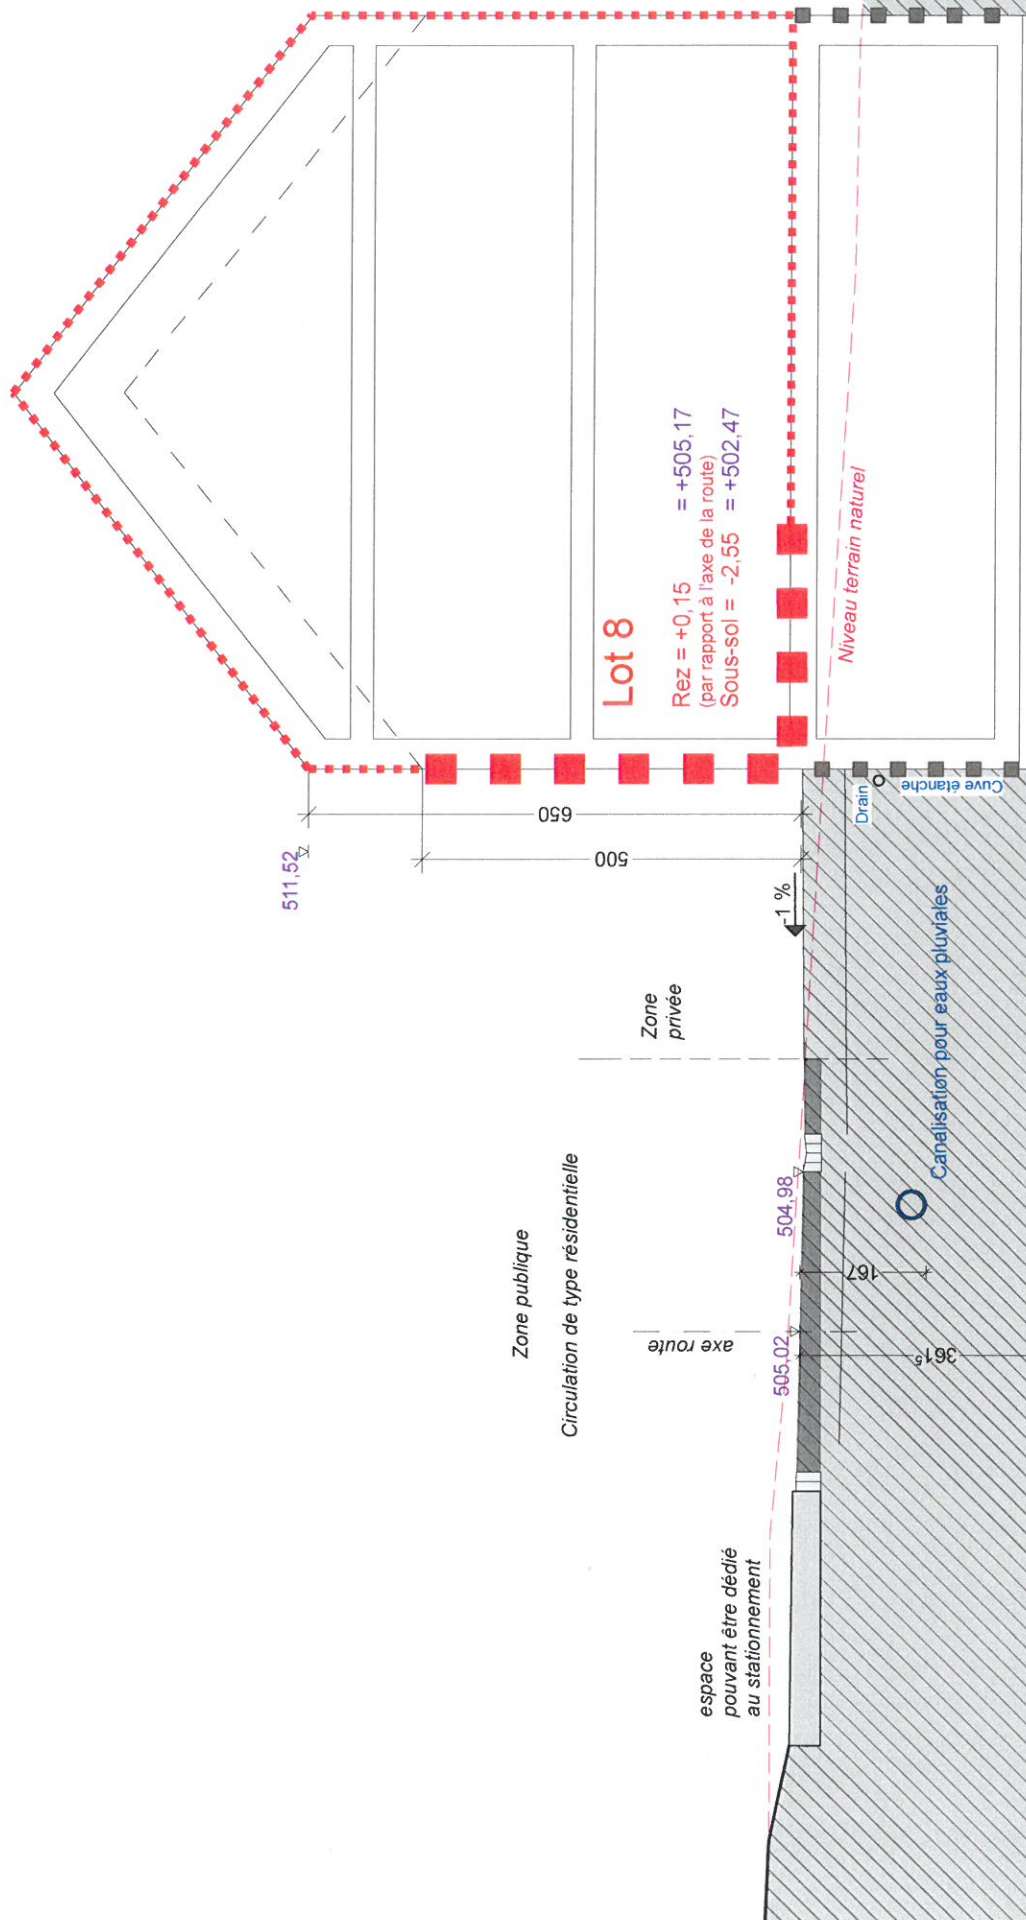 511,52
650
500
Lot 8
Rez = +0,15 = +505,17
(par rapport à l'axe de la route)
Sous-sol = -2,55 = +502,47
Niveau terrain naturel
Drain
Cuve étanche
-1 %
Zone
privée
Zone publique
Circulation de type résidentielle
504,98
167
Canalisation pour eaux pluviales
axe route
505,02
361⁵
espace
pouvant être dédié
au stationnement